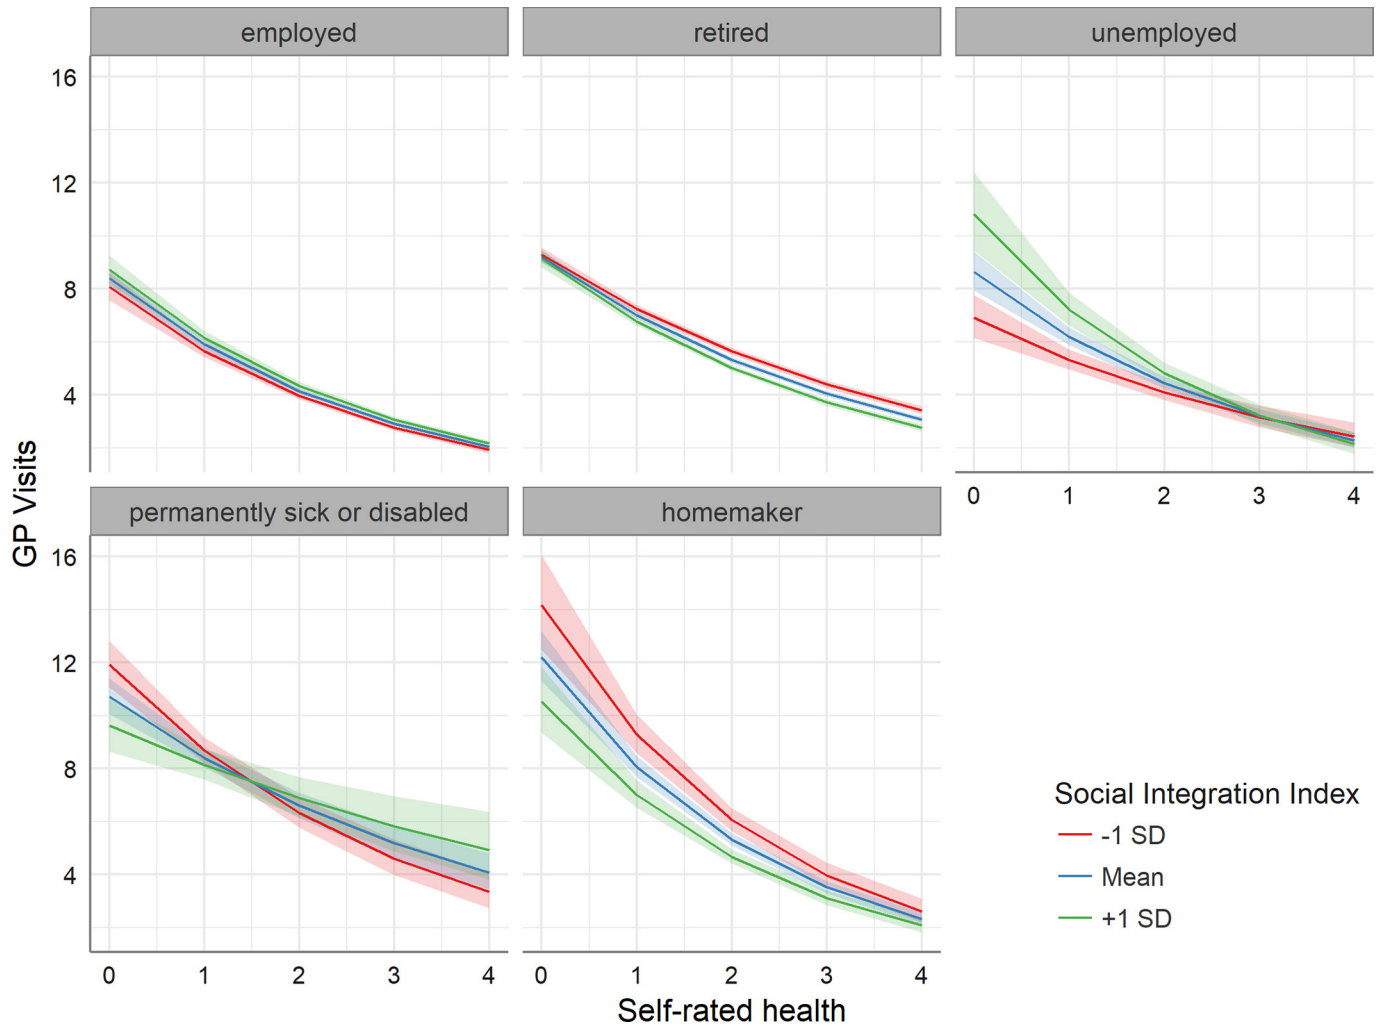 employed
retired
unemployed
16
12
8
4
0 1 2 3 4
permanently sick or disabled
homemaker
GP Visits
16
12
8
4
0 1 2 3 4
0 1 2 3 4
Self-rated health
Social Integration Index
-1 SD
Mean
+1 SD